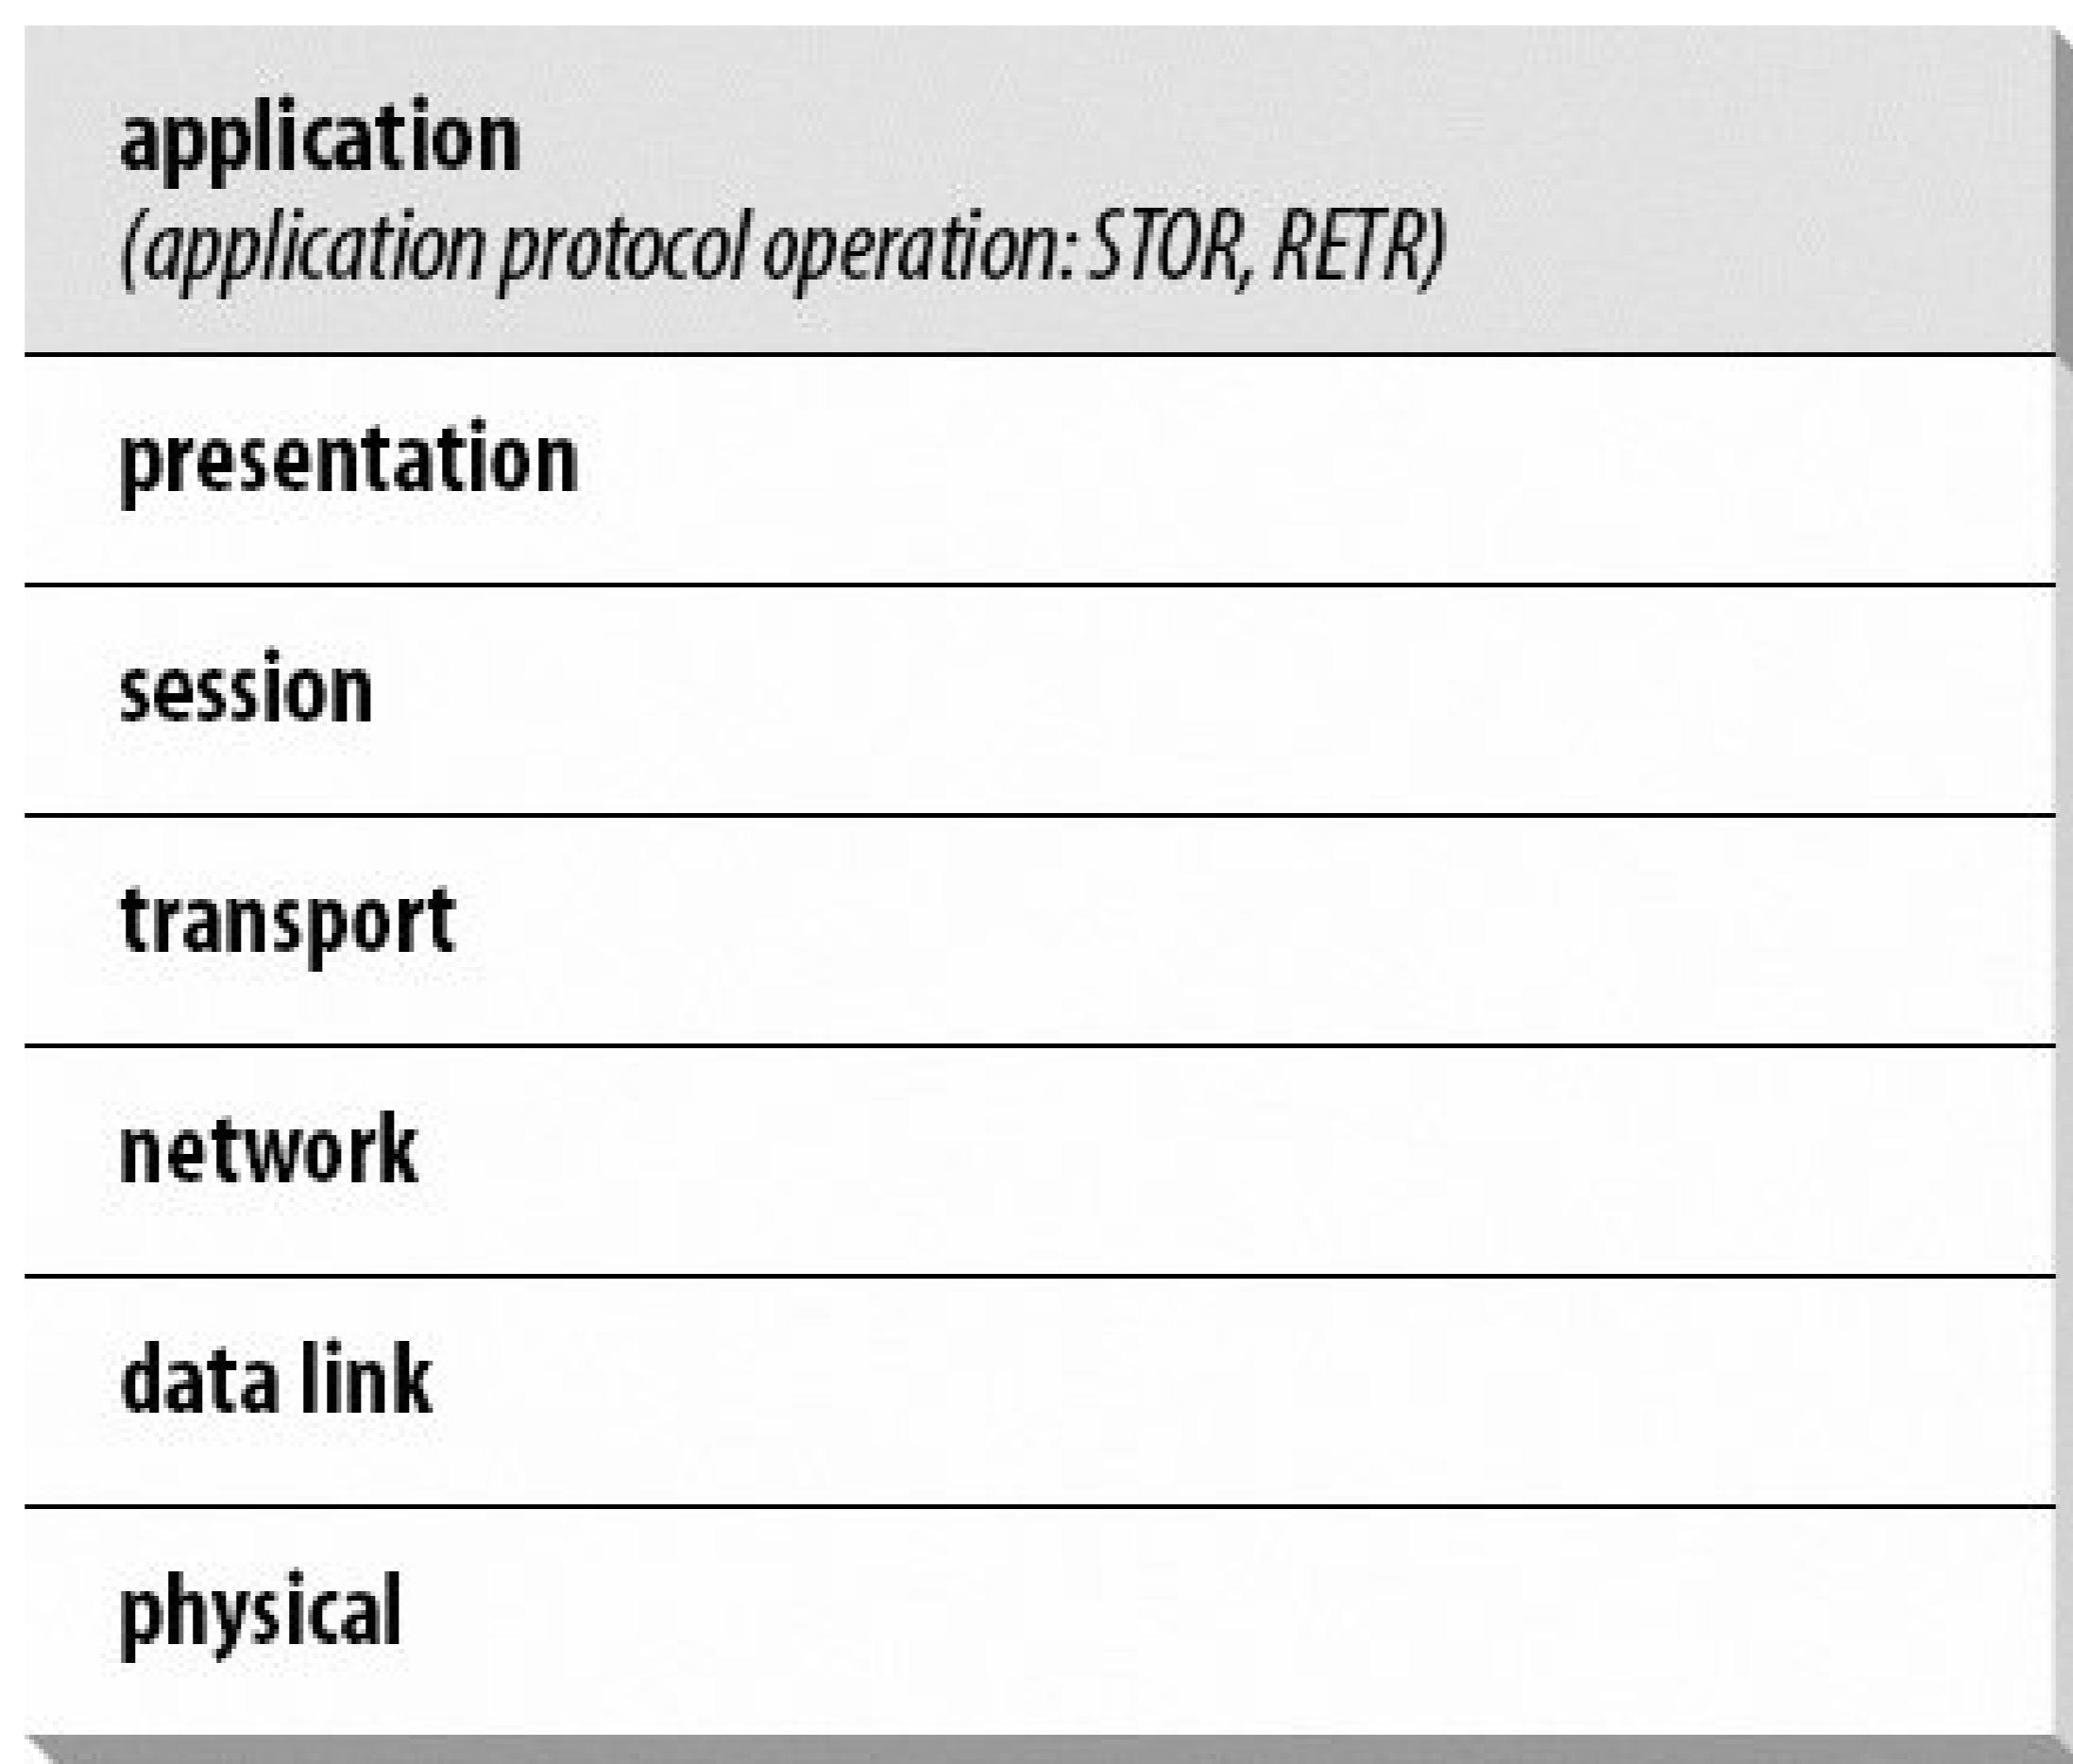 application
(application protocol operation: STOR, RETR)
presentation
session
transport
network
data link
physical